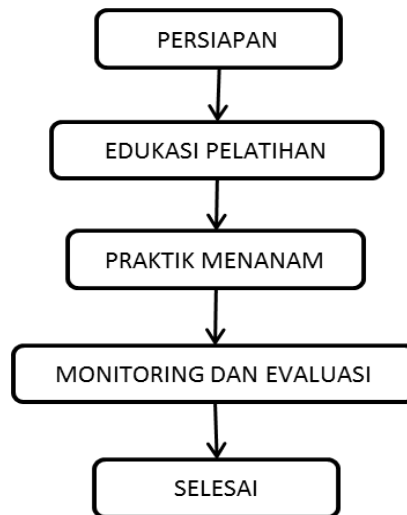 PERSIAPAN
EDUKASI PELATIHAN
PRAKTIK MENANAM
MONITORING DAN EVALUASI
SELESAI